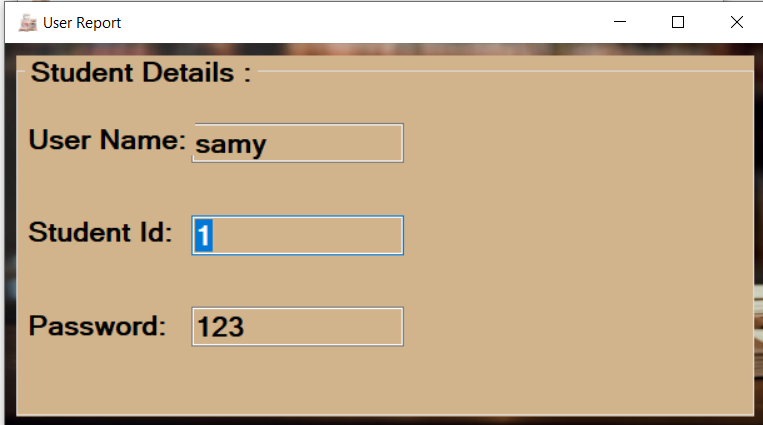 User Report
Student Details :
User Name: samy
Student Id: 1
Password: 123